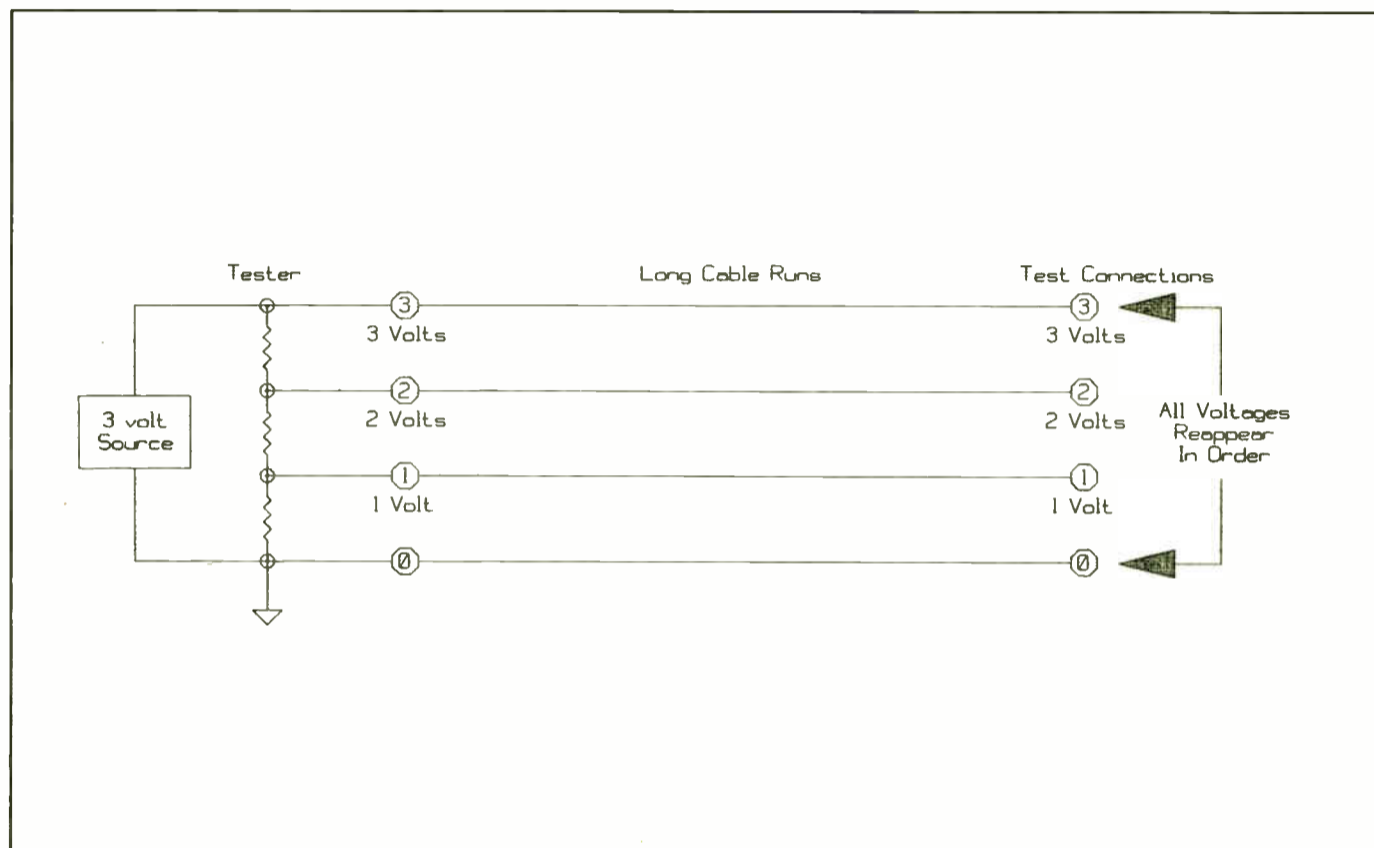 Tester
Long Cable Runs
Test Connections
3
3
3 Volts
3 Volts
2
2
3 volt
Source
2 Volts
2 Volts
All Voltages
Reappear
In Order
1
1
1 Volt
1 Volt
0
0